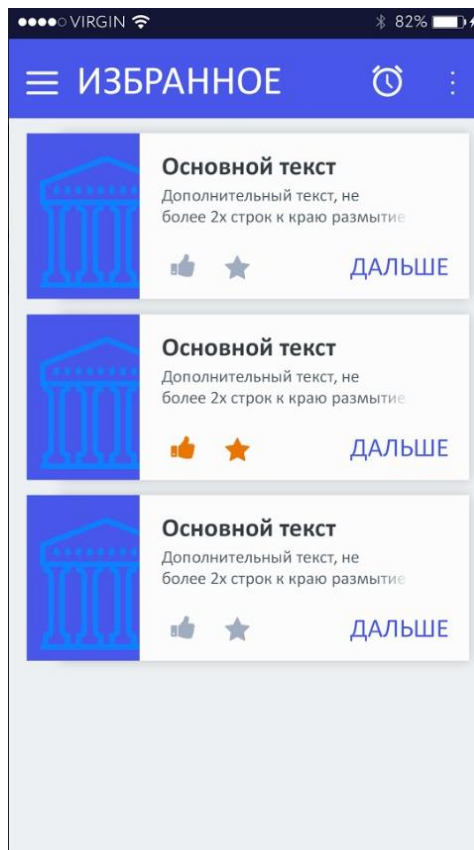 VIRGIN 82%
ИЗБРАННОЕ
Основной текст
Дополнительный текст, не
более 2х строк к краю размытие
ДАЛЬШЕ
Основной текст
Дополнительный текст, не
более 2х строк к краю размытие
ДАЛЬШЕ
Основной текст
Дополнительный текст, не
более 2х строк к краю размытие
ДАЛЬШЕ